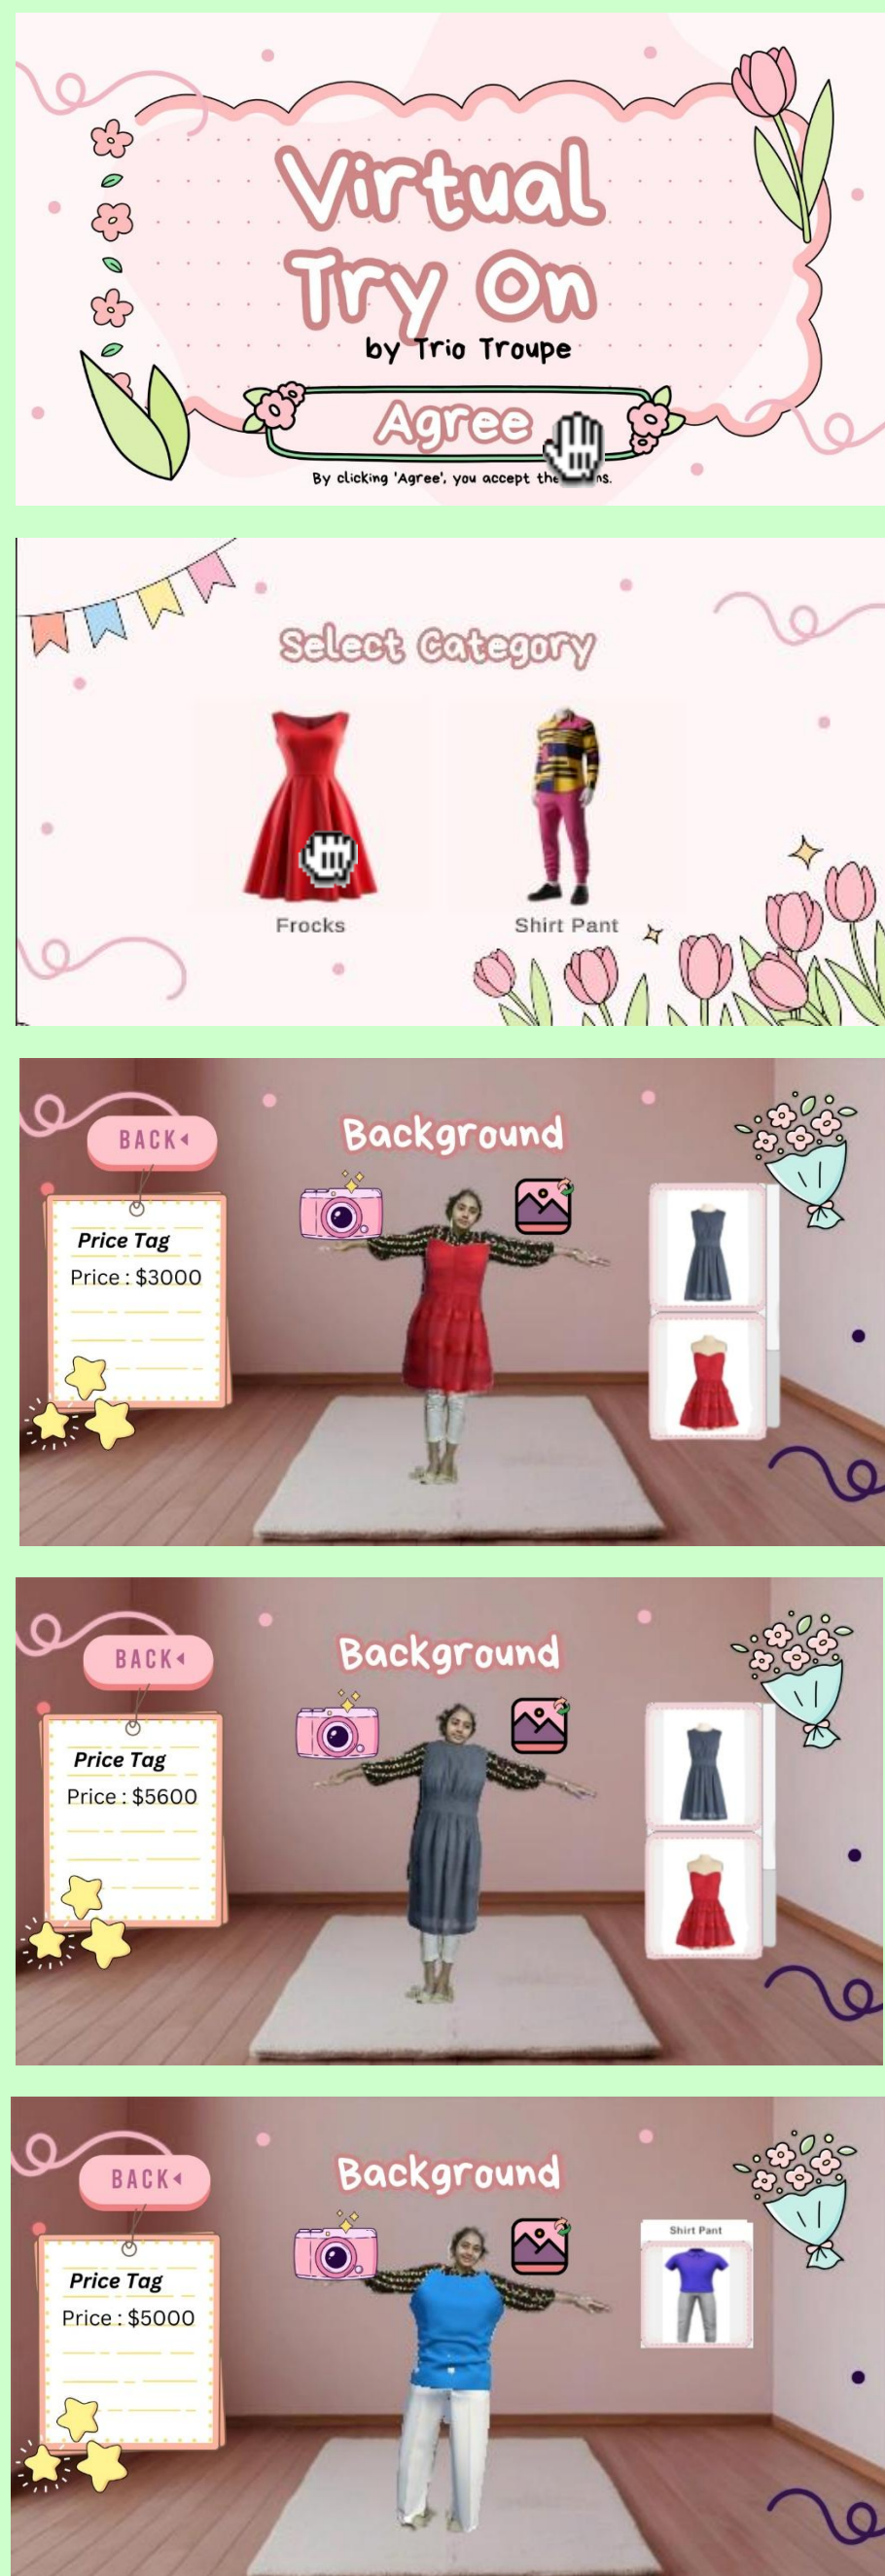 Virtual
Try On
by Trio Troupe
Agree
By clicking 'Agree', you accept the
Select Category
Frocks
Shirt Pant
BACK
Background
Price Tag
Price : $3000
BACK
Background
Price Tag
Price : $5600
BACK
Background
Shirt Pant
Price Tag
Price : $5000